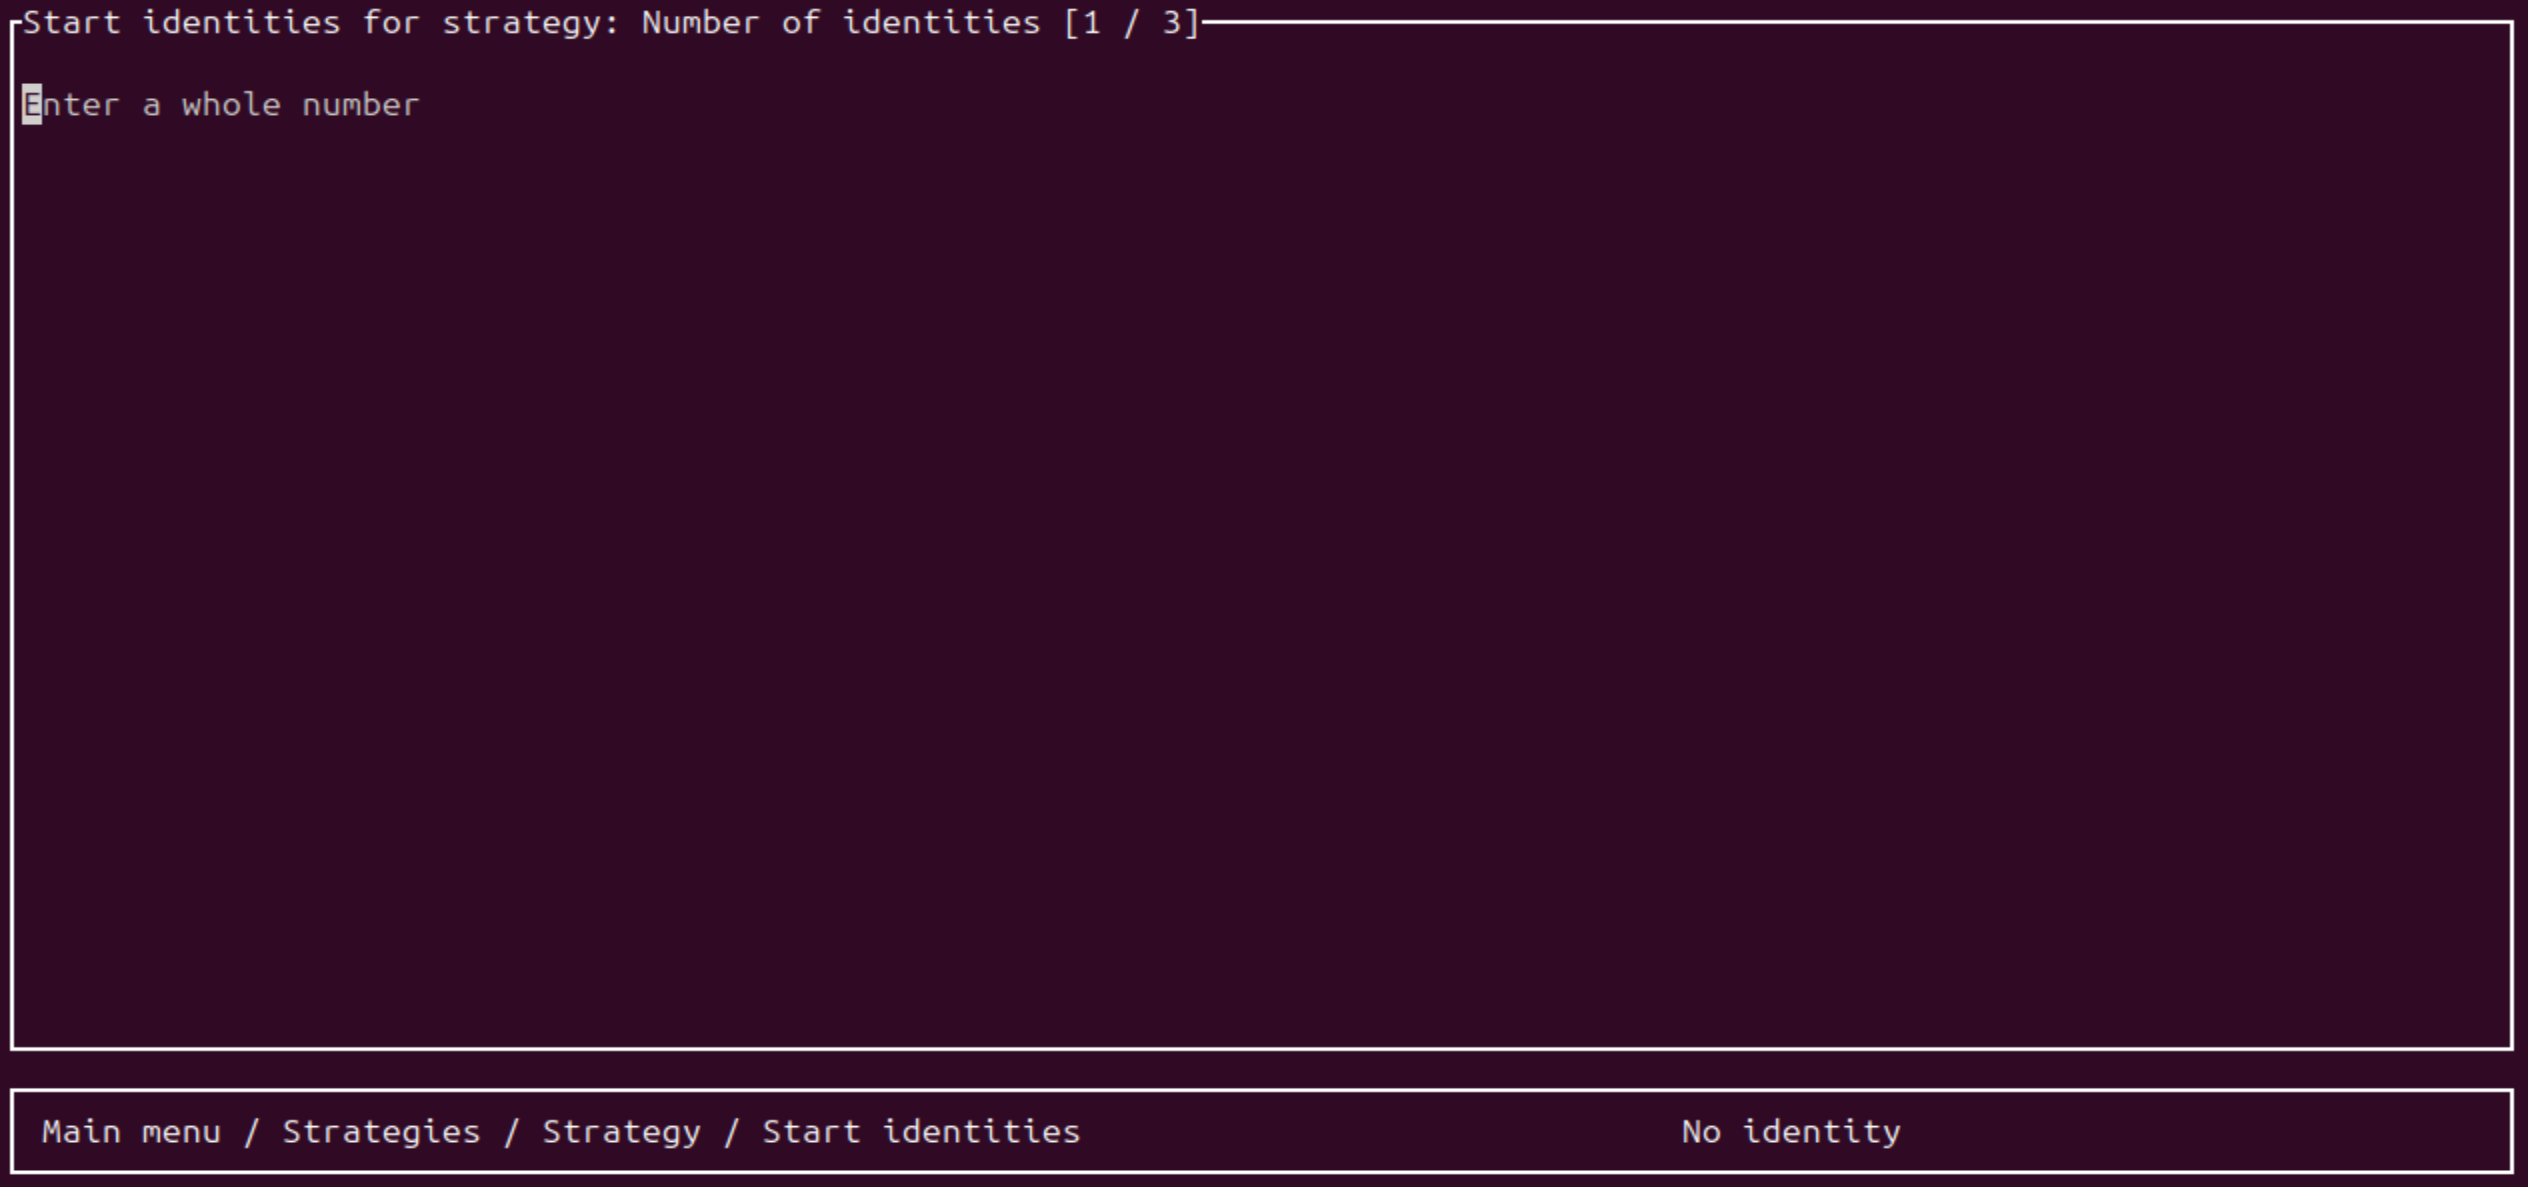 Start identities for strategy: Number of identities [1 / 3]
Enter a whole number
Main menu / Strategies / Strategy / Start identities No identity